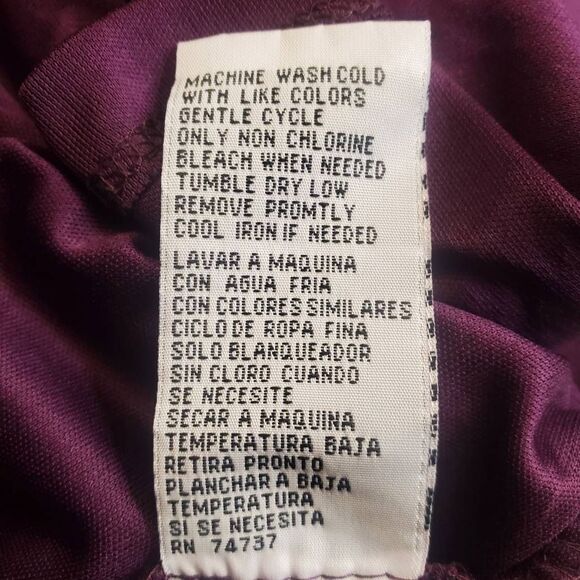 MACHINE WASH COLD
WITH LIKE COLORS
GENTLE CYCLE
ONLY NON CHLORINE
BLEACH WHEN NEEDED
TUMBLE DRY LOW
REMOVE PROMTLY
COOL IRON IF NEEDED
LAVAR A MAQUINA
CON AGUA FRIA
CON COLORES SIMILARES
CICLO DE ROPA FINA
SOLO BLANQUEADOR
SIN CLORO CUANDO
SE NECESITE
SECAR A MAQUINA
TEMPERATURA BAJA
RETIRA PRONTO
PLANCHAR A BAJA
TEMPERATURA
SI SE NECESITA
RN 74737